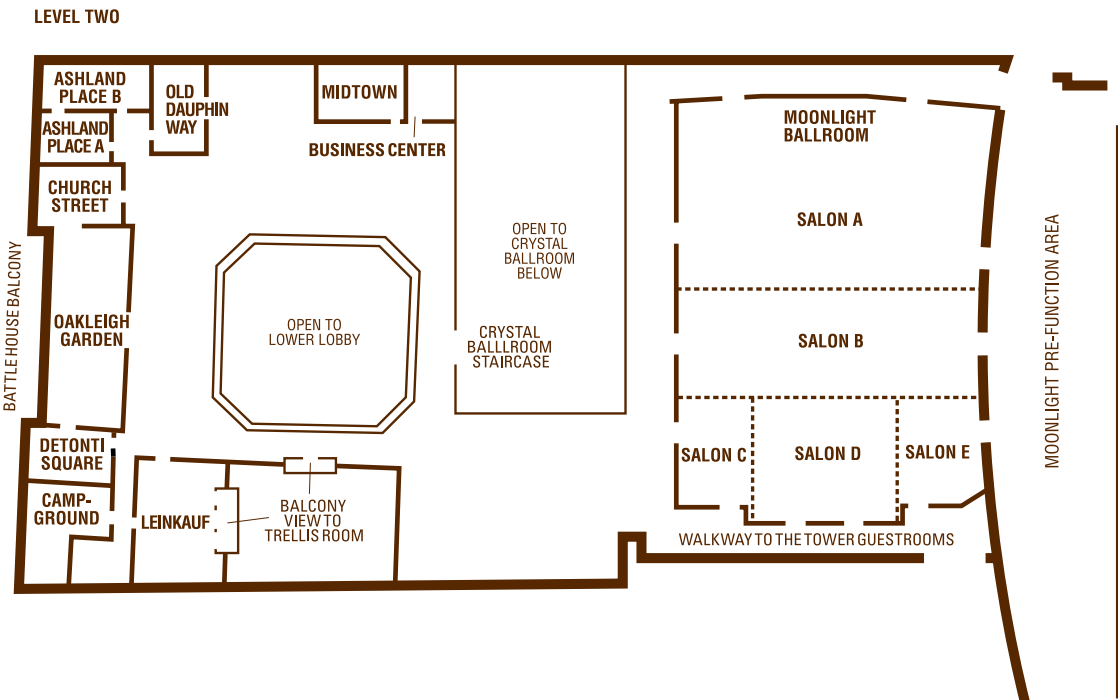 LEVEL TWO
ASHLAND
PLACE B
OLD
DAUPHIN
WAY
MIDTOWN
BUSINESS CENTER
ASHLAND
PLACE A
CHURCH
STREET
BATTLE HOUSE BALCONY
OAKLEIGH
GARDEN
OPEN TO
LOWER LOBBY
OPEN TO
CRYSTAL
BALLROOM
BELOW
CRYSTAL
BALLLROOM
STAIRCASE
DETONTI
SQUARE
CAMP-
GROUND
LEINKAUF
BALCONY
VIEW TO
TRELLIS ROOM
MOONLIGHT
BALLROOM
SALON A
SALON B
SALON C
SALON D
SALON E
WALKWAY TO THE TOWER GUESTROOMS
MOONLIGHT PRE-FUNCTION AREA